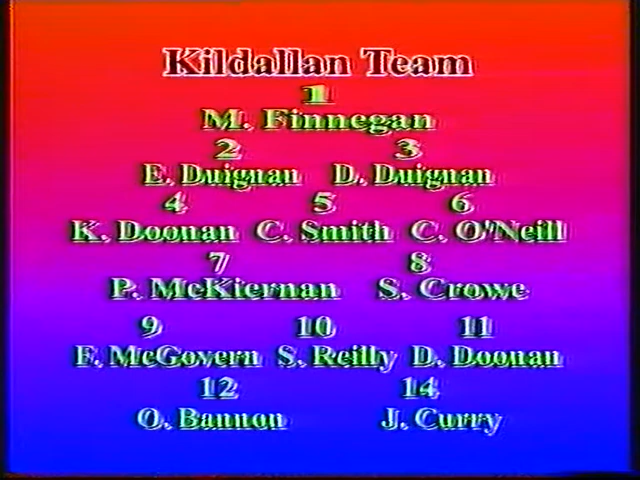 Kildallan Team
1
M. Finnegan
2 3
E. Duignan D. Duignan
4 5 6
K. Doonan C. Smith C. O'Neill
7 8
P. McKiernan S. Crowe
9 10 11
F. McGovern S. Reilly D. Doonan
12 14
O. Bannon J. Curry